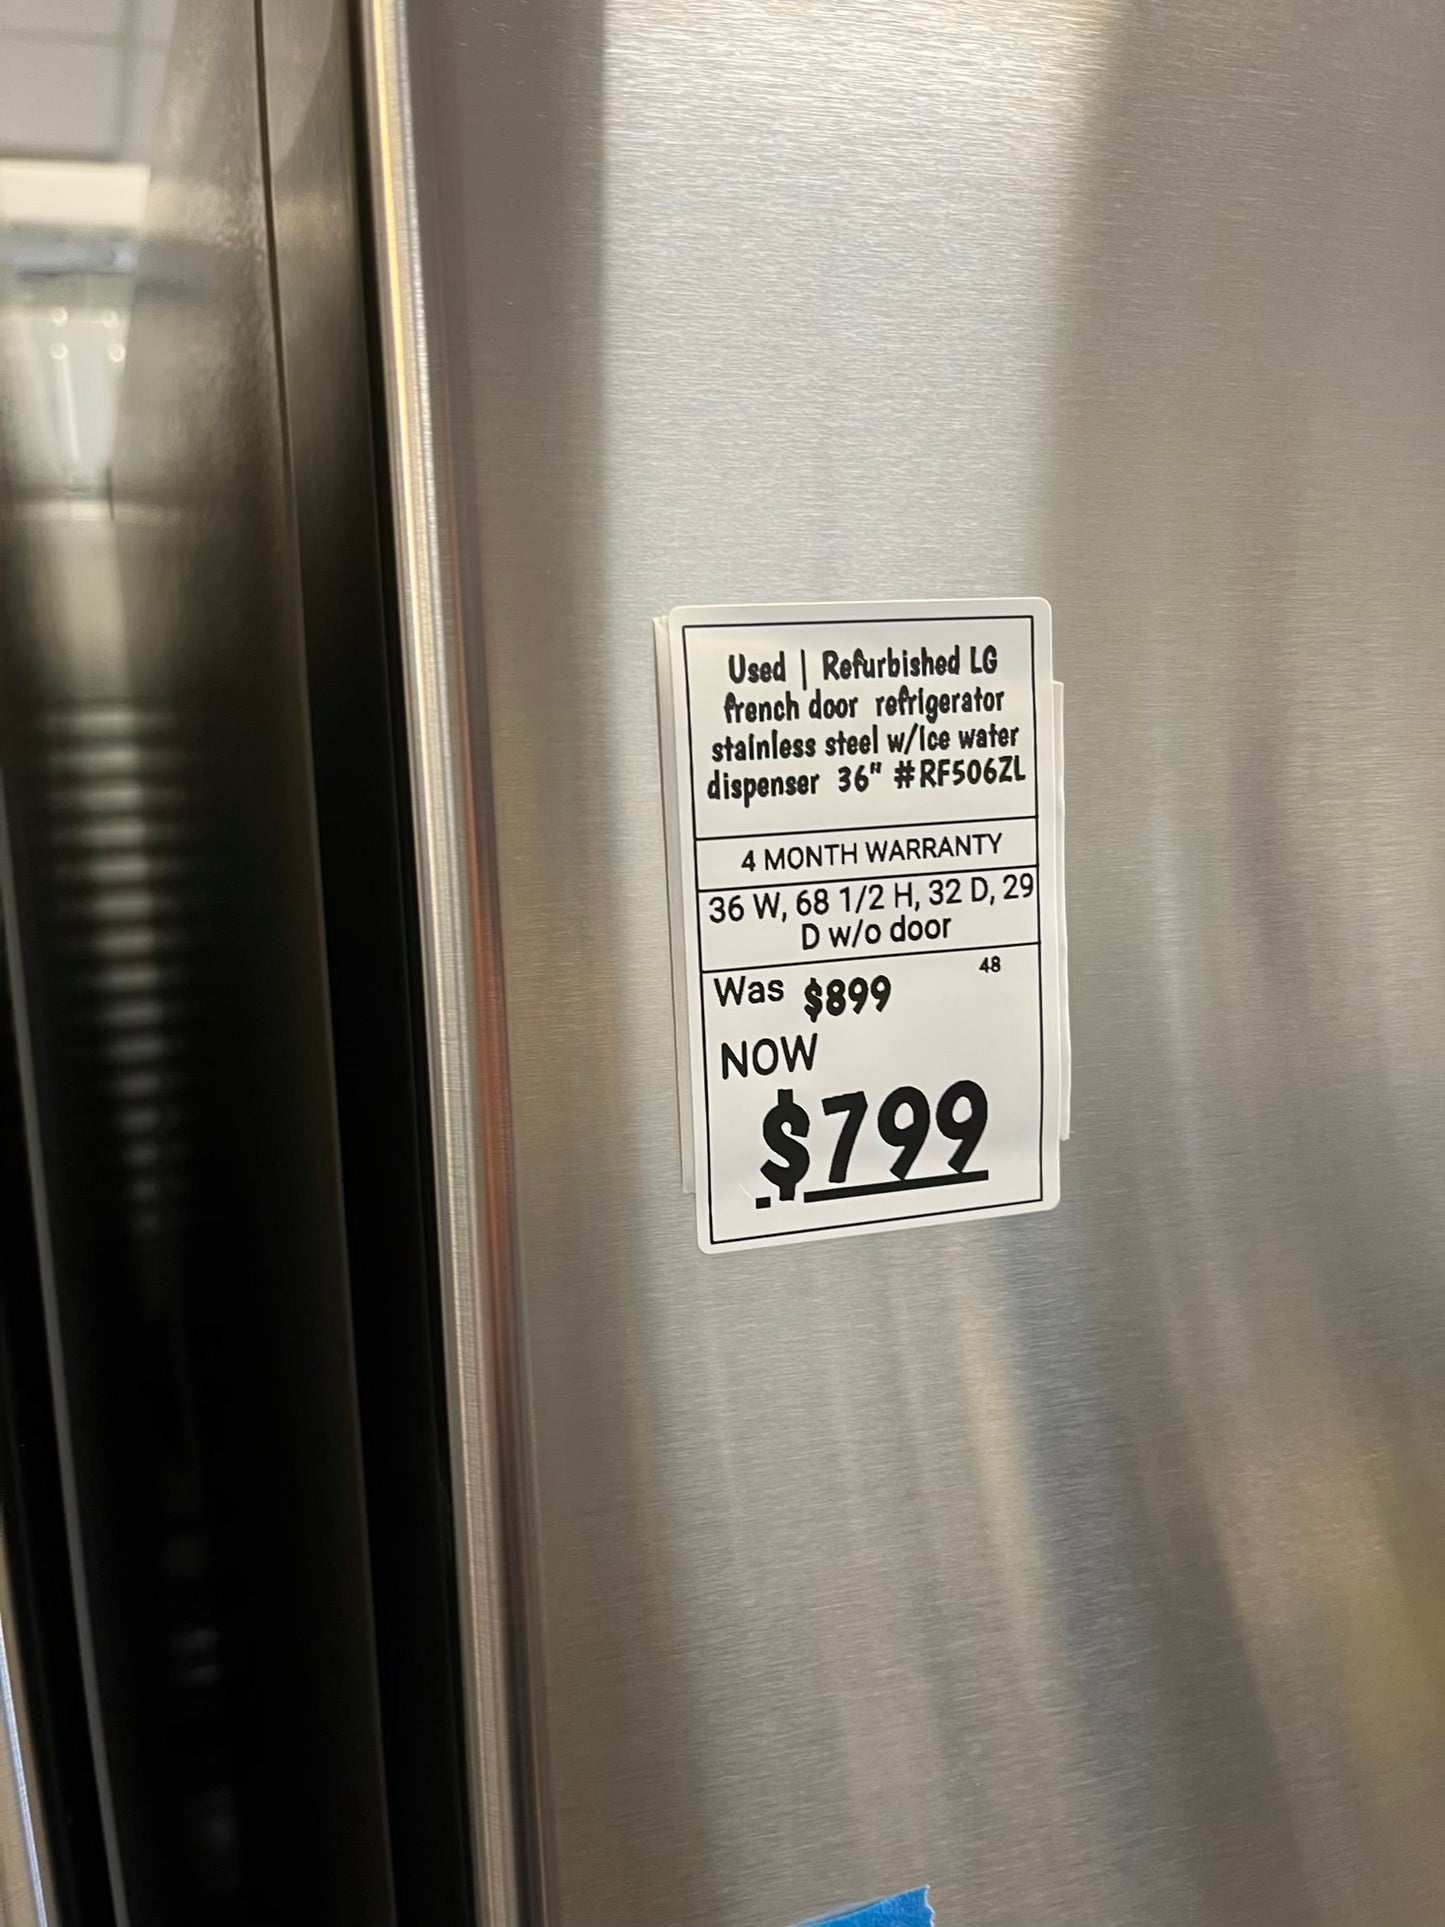 Used | Refurbished LG
french door refrigerator
stainless steel w/Ice water
dispenser 36" #RF506ZL
4 MONTH WARRANTY
36 W, 68 1/2 H, 32 D, 29
D w/o door
48
Was $899
NOW
$799